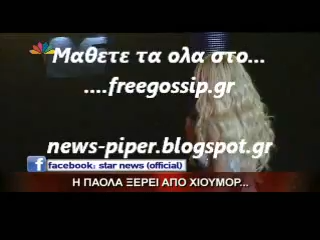 Μαθετε τα ολα στο...
....freegossip.gr
news-piper.blogspot.gr
facebook: star news (official)
Η ΠΑΟΛΑ ΞΕΡΕΙ ΑΠΟ ΧΙΟΥΜΟΡ...